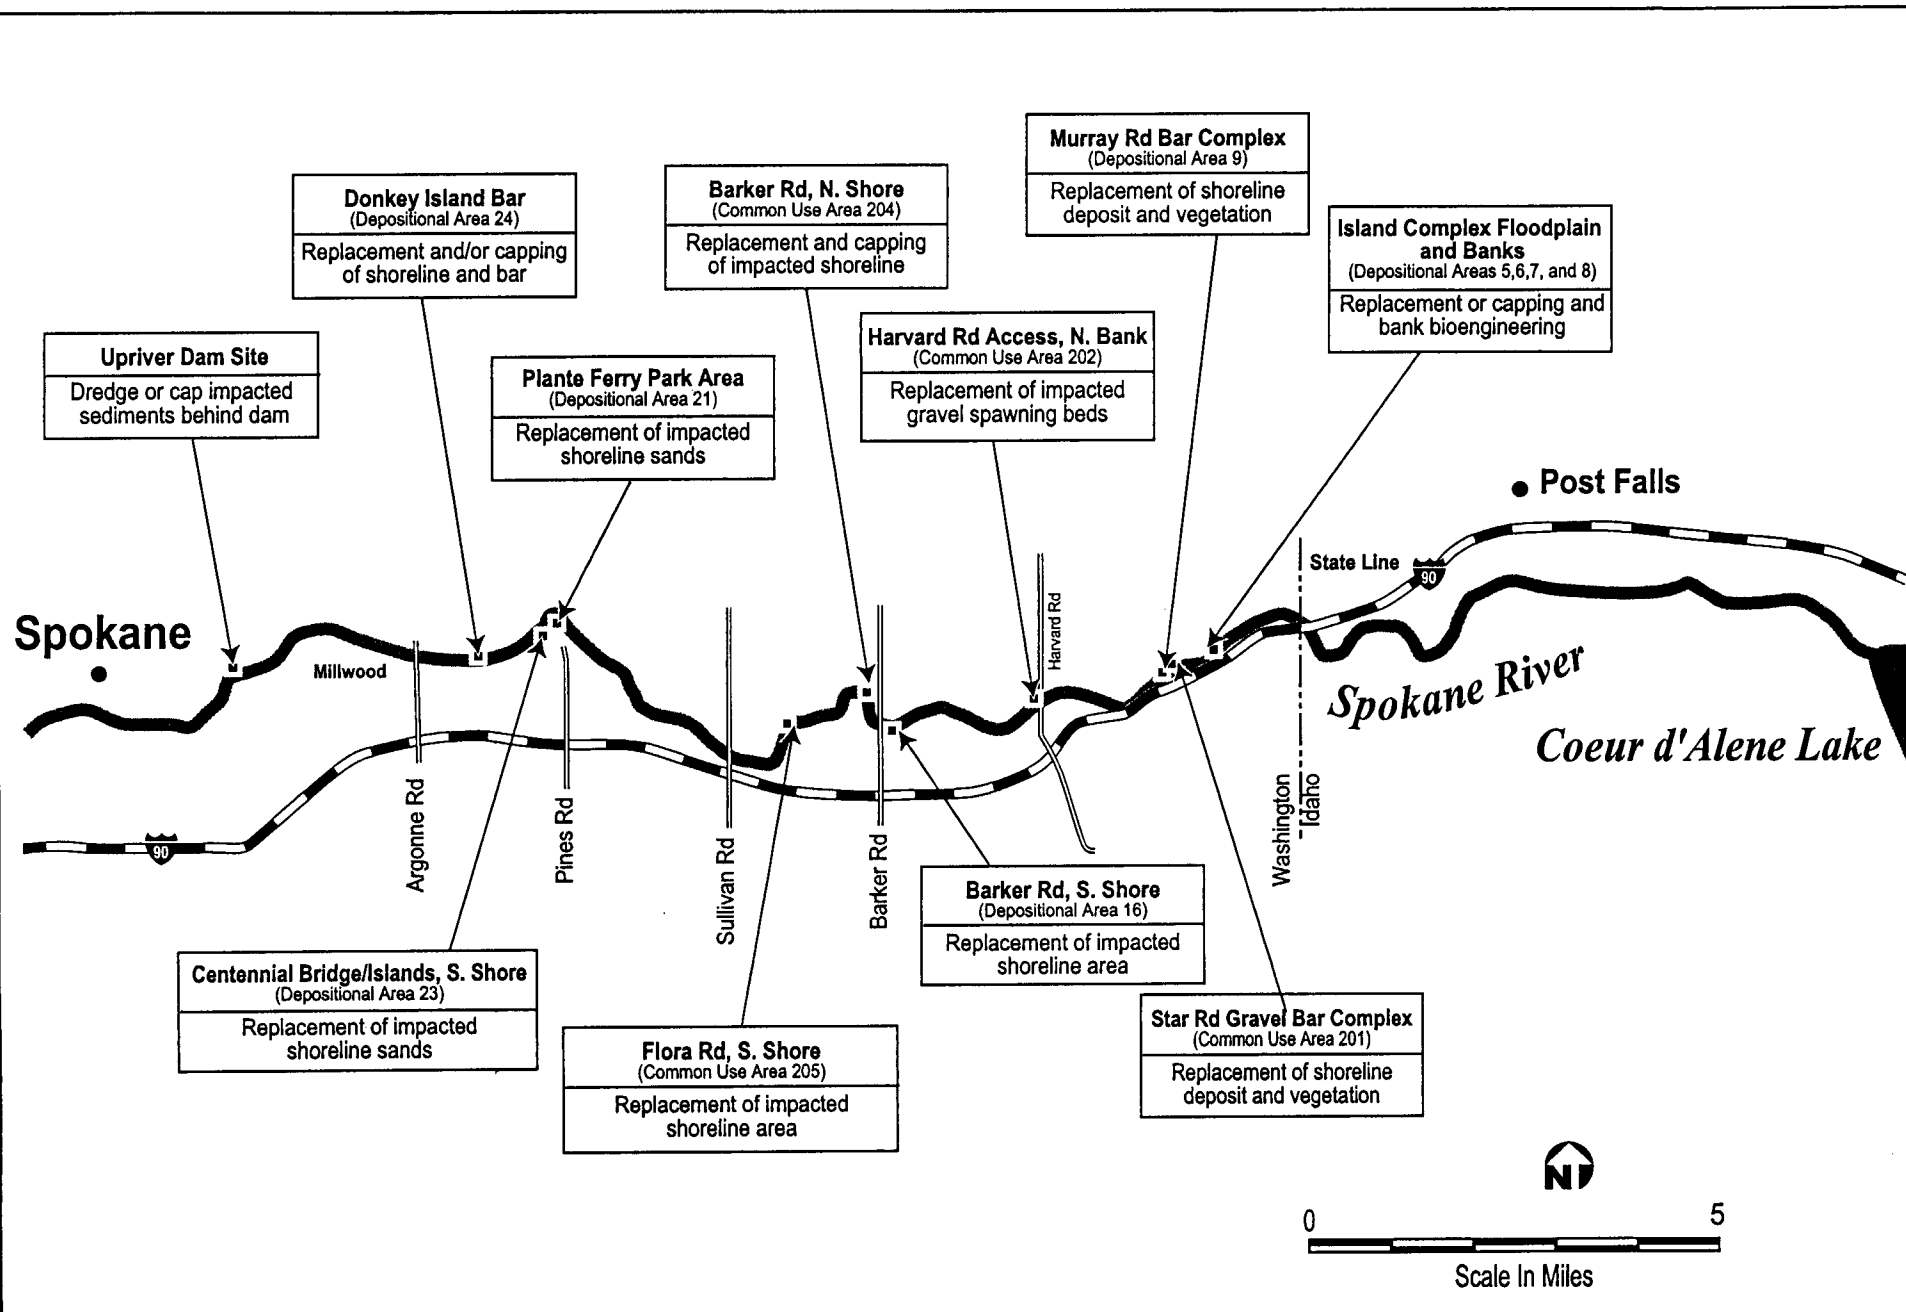 Murray Rd Bar Complex
(Depositional Area 9)
Replacement of shoreline
deposit and vegetation
Donkey Island Bar
(Depositional Area 24)
Replacement and/or capping
of shoreline and bar
Barker Rd, N. Shore
(Common Use Area 204)
Replacement and capping
of impacted shoreline
Island Complex Floodplain
and Banks
(Depositional Areas 5,6,7, and 8)
Replacement or capping and
bank bioengineering
Upriver Dam Site
Dredge or cap impacted
sediments behind dam
Plante Ferry Park Area
(Depositional Area 21)
Replacement of impacted
shoreline sands
Harvard Rd Access, N. Bank
(Common Use Area 202)
Replacement of impacted
gravel spawning beds
Post Falls
State Line
90
Spokane
Millwood
Harvard Rd
Spokane River
Coeur d'Alene Lake
Washington
Idaho
90
Argonne Rd
Pines Rd
Sullivan Rd
Barker Rd
Barker Rd, S. Shore
(Depositional Area 16)
Replacement of impacted
shoreline area
Centennial Bridge/Islands, S. Shore
(Depositional Area 23)
Replacement of impacted
shoreline sands
Flora Rd, S. Shore
(Common Use Area 205)
Replacement of impacted
shoreline area
Star Rd Gravel Bar Complex
(Common Use Area 201)
Replacement of shoreline
deposit and vegetation
N
0 5
Scale In Miles